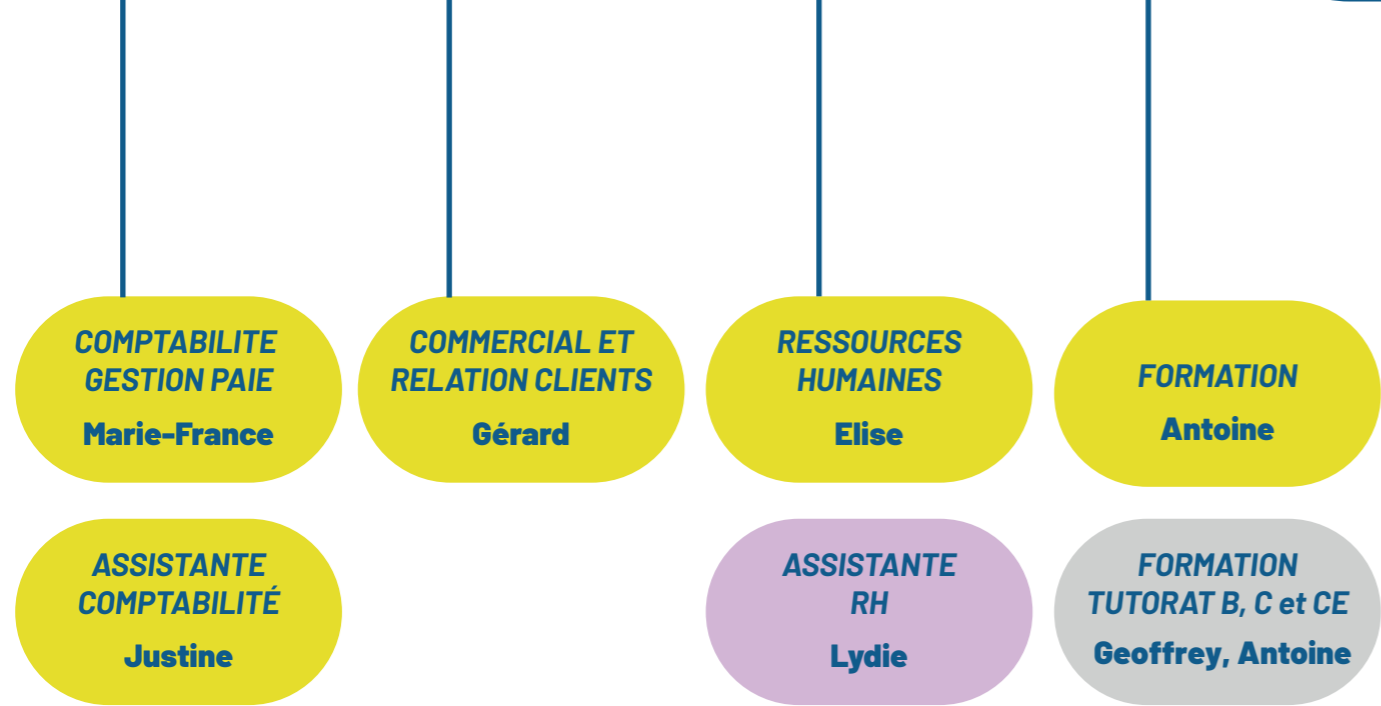 COMPTABILITE
GESTION PAIE
Marie-France
COMMERCIAL ET
RELATION CLIENTS
Gérard
RESSOURCES
HUMAINES
Elise
FORMATION
Antoine
ASSISTANTE
COMPTABILITÉ
Justine
ASSISTANTE
RH
Lydie
FORMATION
TUTORAT B, C et CE
Geoffrey, Antoine